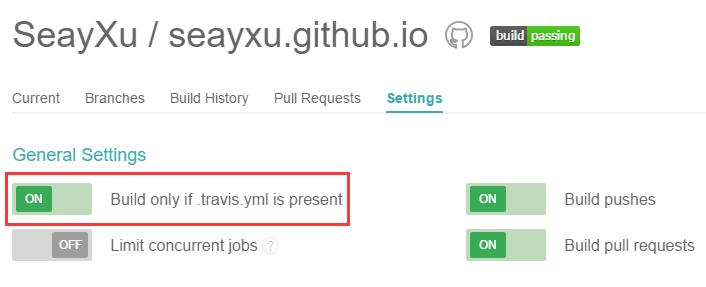 SeayXu / seayxu.github.io build passing
Current Branches Build History Pull Requests Settings
General Settings
ON Build only if .travis.yml is present ON Build pushes
OFF Limit concurrent jobs ? ON Build pull requests